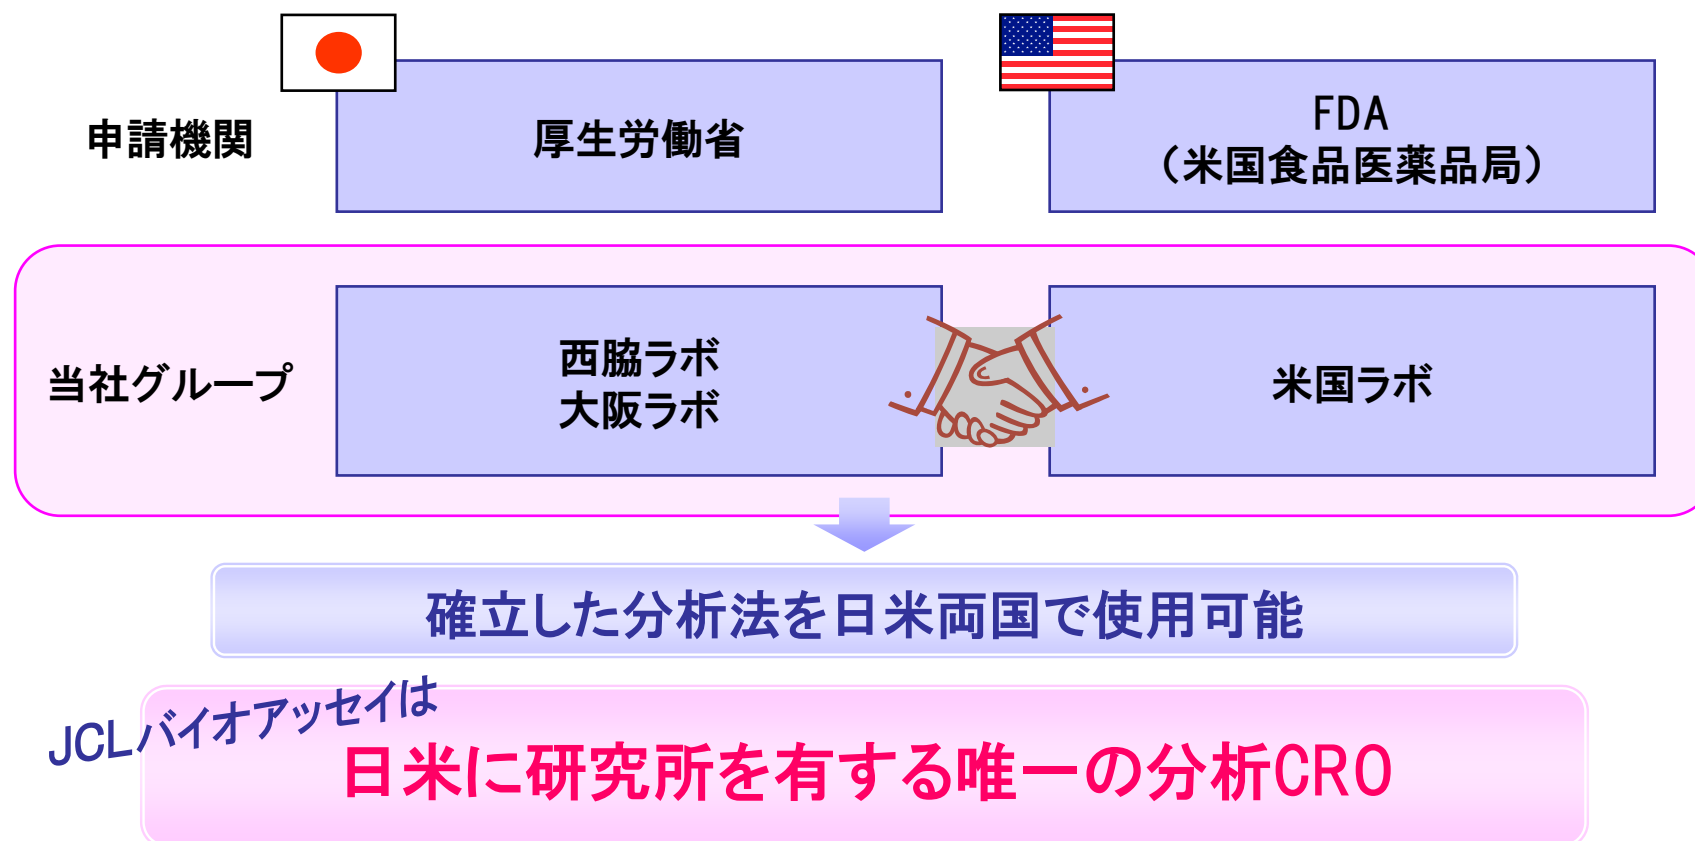 申請機関
厚生労働省
FDA
（米国食品医薬品局）
当社グループ
西脇ラボ
大阪ラボ
米国ラボ
確立した分析法を日米両国で使用可能
JCLバイオアッセイは
日米に研究所を有する唯一の分析CRO